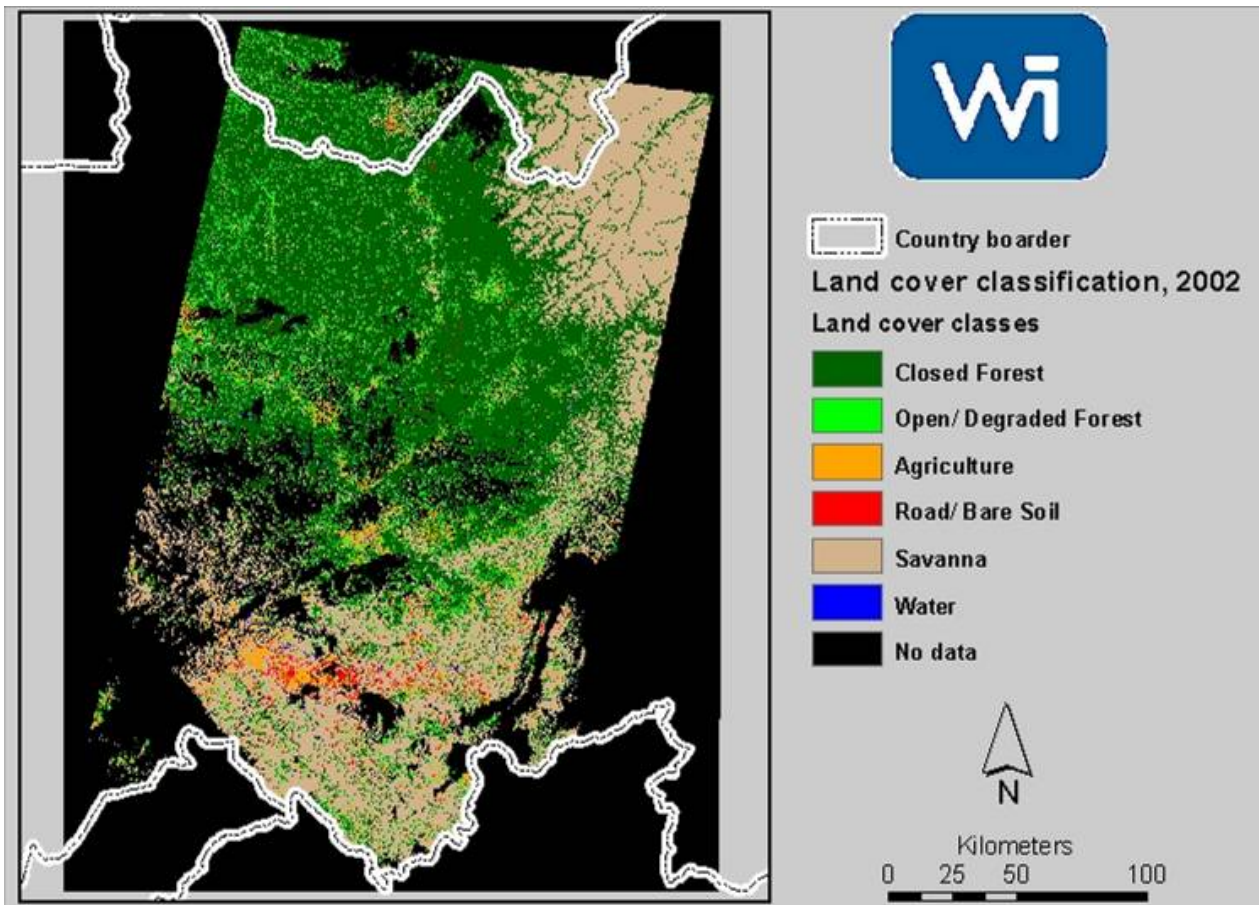 Wi
Country boarder
Land cover classification, 2002
Land cover classes
Closed Forest
Open/ Degraded Forest
Agriculture
Road/ Bare Soil
Savanna
Water
No data
N
Kilometers
0 25 50 100